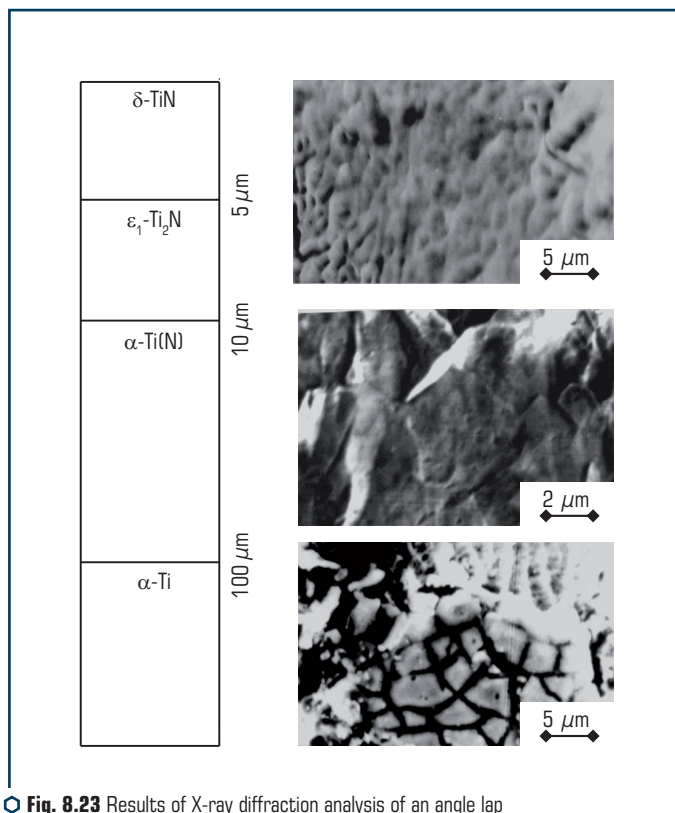 δ-TiN
5 µm
ε₁-Ti₂N
10 µm
α-Ti(N)
100 µm
α-Ti
5 µm
2 µm
5 µm
Fig. 8.23 Results of X-ray diffraction analysis of an angle lap